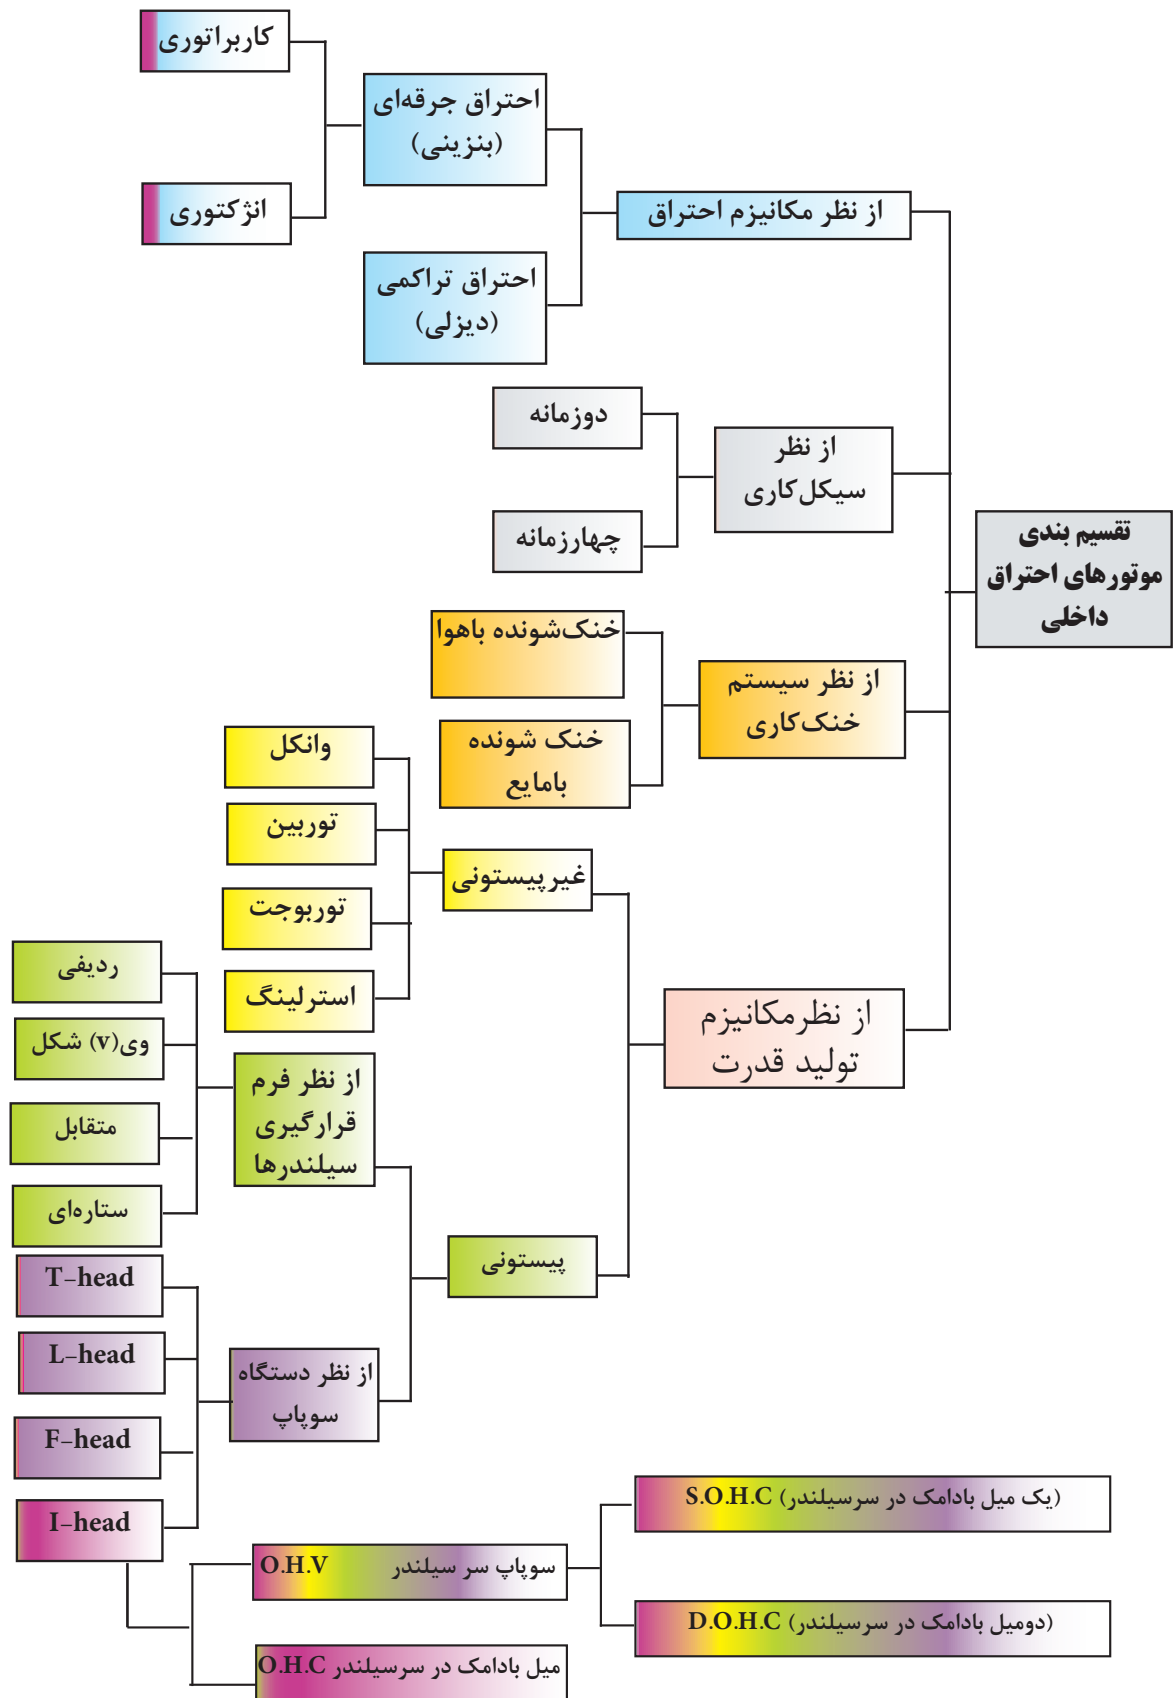 کاربراتوری
احتراق جرقه‌ای
(بنزینی)
انژکتوری
از نظر مکانیزم احتراق
احتراق تراکمی
(دیزلی)
دوزمانه
از نظر
سیکل‌کاری
چهارزمانه
تقسیم بندی
موتورهای احتراق
داخلی
خنک‌شونده باهوا
از نظر سیستم
خنک‌کاری
خنک شونده
بامایع
وانکل
توربین
غیرپیستونی
توربوجت
استرلینگ
از نظرمکانیزم
تولید قدرت
ردیفی
وی(v) شکل
از نظر فرم
قرارگیری
سیلندرها
متقابل
ستاره‌ای
پیستونی
T-head
L-head
از نظر دستگاه
سوپاپ
F-head
I-head
S.O.H.C (یک میل بادامک در سرسیلندر)
سوپاپ سر سیلندر O.H.V
D.O.H.C (دومیل بادامک در سرسیلندر)
میل بادامک در سرسیلندر O.H.C